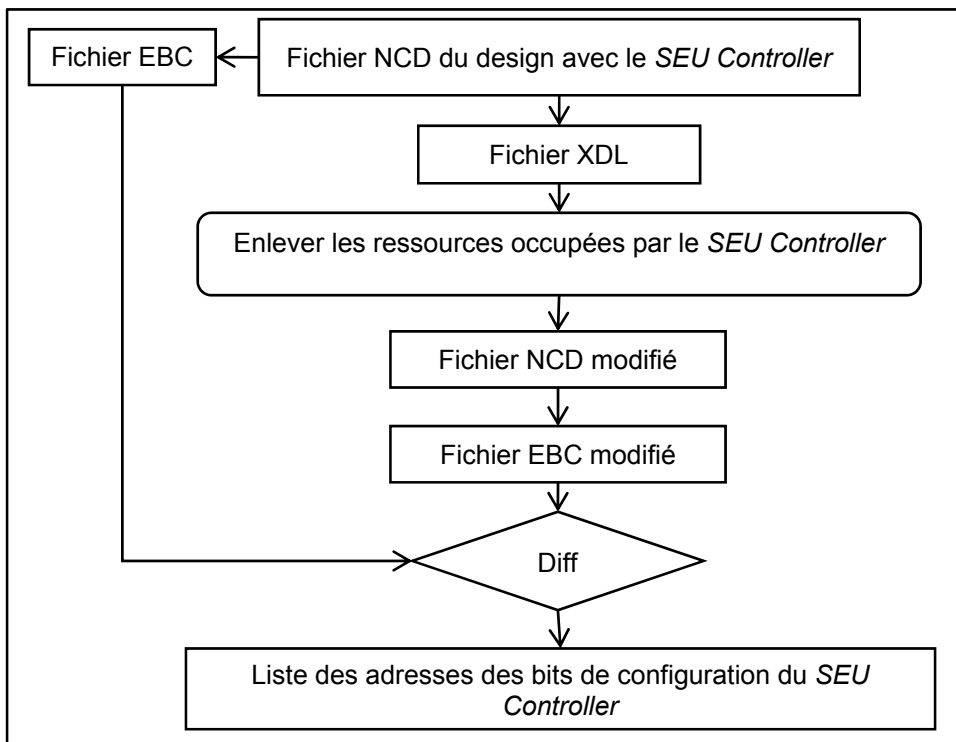 Fichier EBC
Fichier NCD du design avec le SEU Controller
Fichier XDL
Enlever les ressources occupées par le SEU Controller
Fichier NCD modifié
Fichier EBC modifié
Diff
Liste des adresses des bits de configuration du SEU
Controller